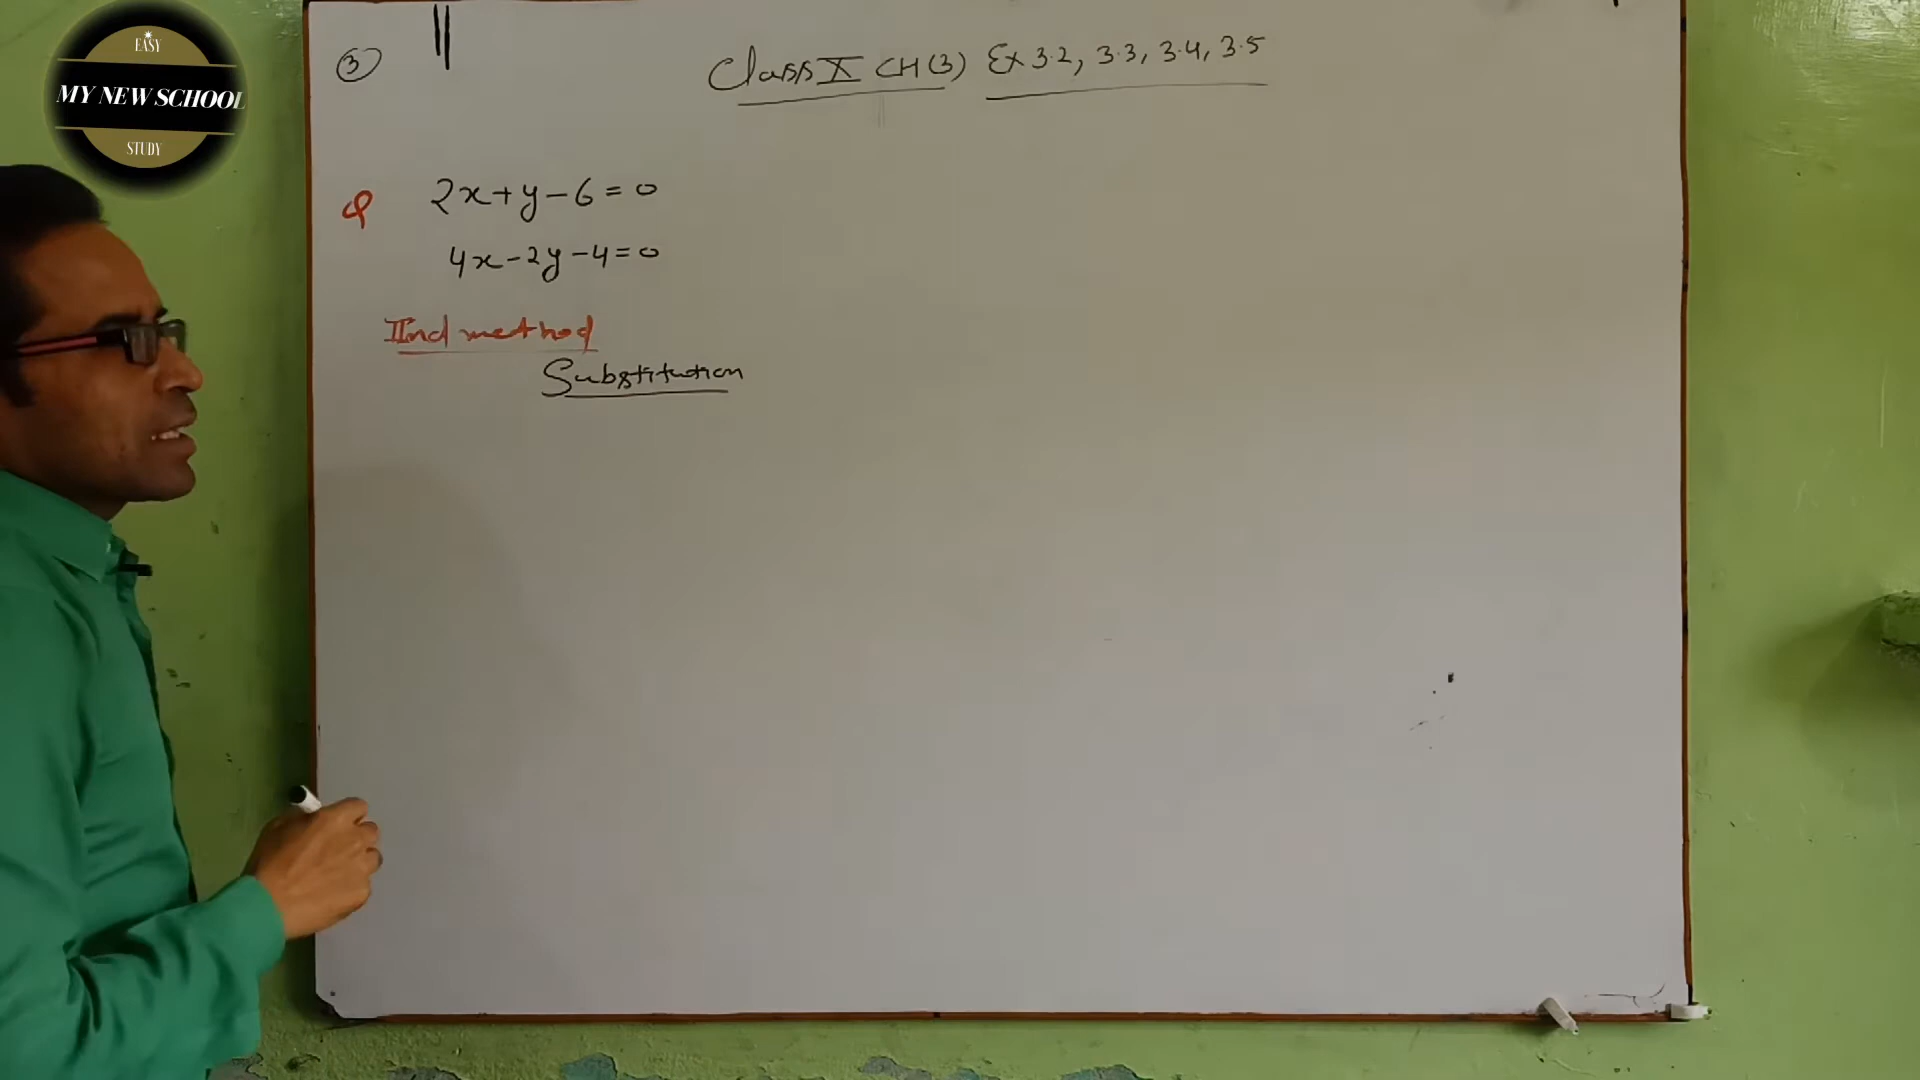 EASY
MY NEW SCHOOL
STUDY
3
Class X CH(3) Ex 3.2, 3.3, 3.4, 3.5
Q 2x+y-6=0
4x-2y-4=0
IInd method
Substitution